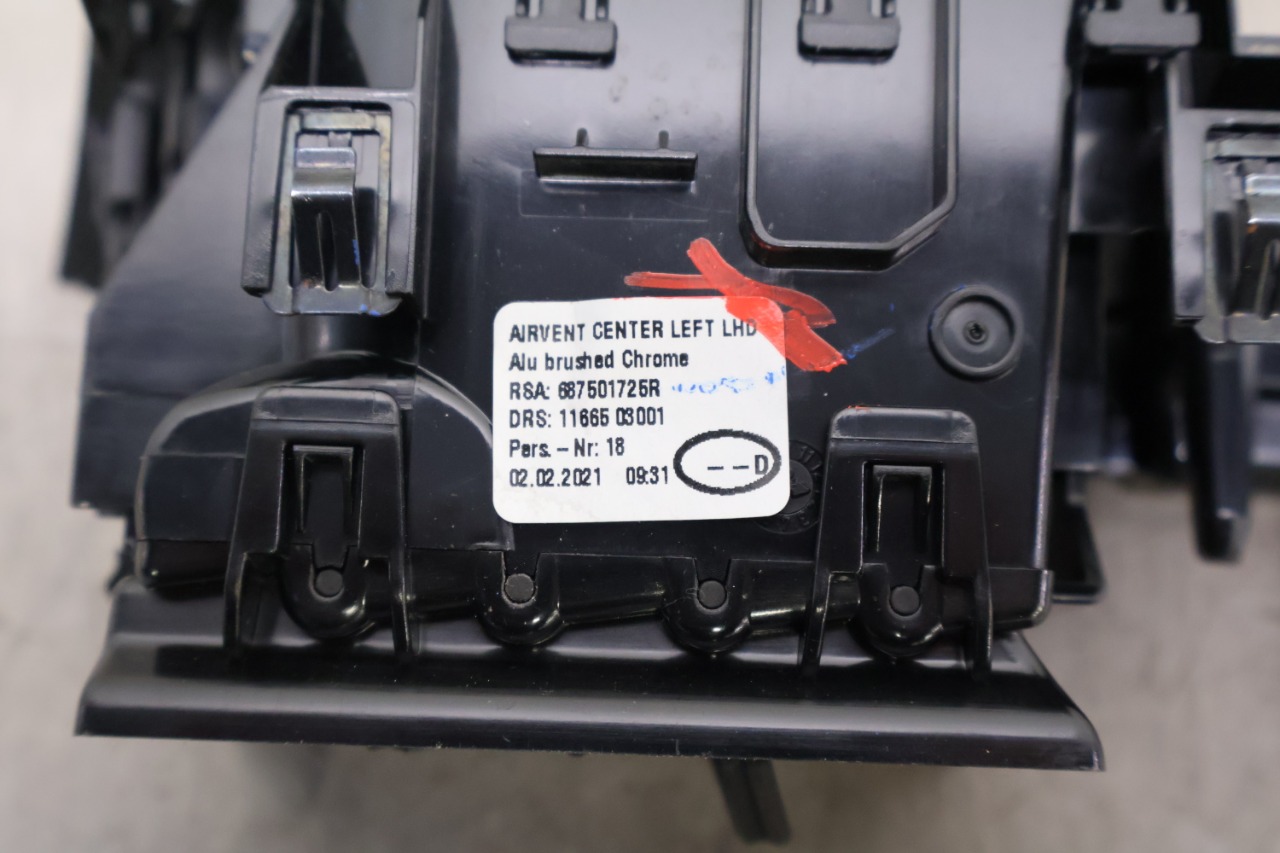 AIRVENT CENTER LEFT LHD
Alu brushed Chrome
RSA: 687501725R
DRS: 11665 03001
Pers. - Nr: 18
02.02.2021 09:31 -- D